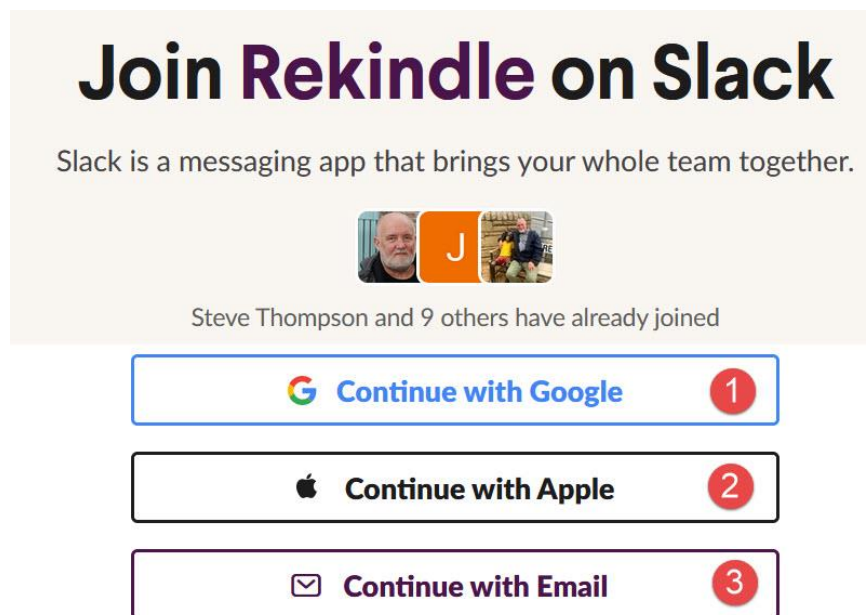 Join Rekindle on Slack
Slack is a messaging app that brings your whole team together.
J
Steve Thompson and 9 others have already joined
Continue with Google 1
Continue with Apple 2
Continue with Email 3